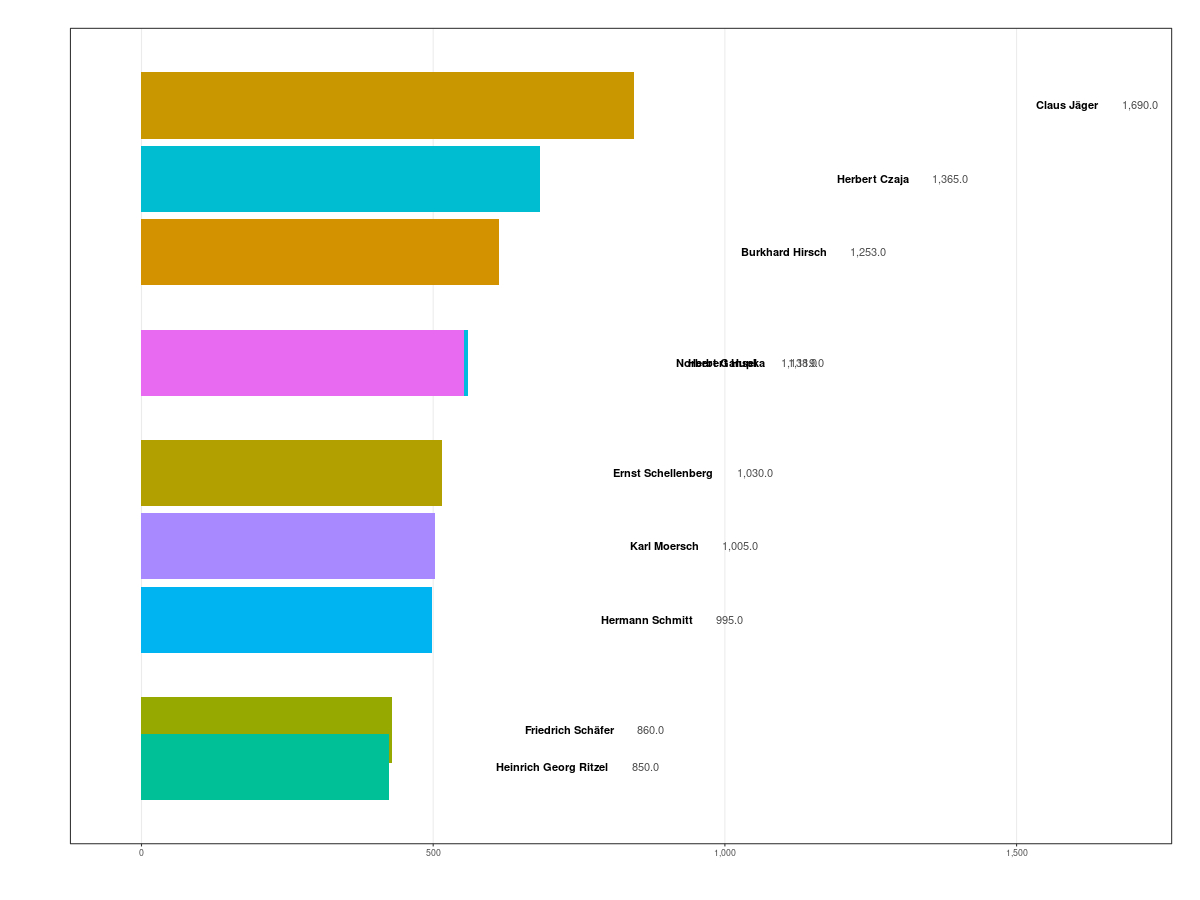 Claus Jäger 1,690.0
Herbert Czaja 1,365.0
Burkhard Hirsch 1,253.0
Ernst Schellenberg 1,030.0
Karl Moersch 1,005.0
Hermann Schmitt 995.0
Friedrich Schäfer 860.0
Heinrich Georg Ritzel 850.0
0 500 1,000 1,500